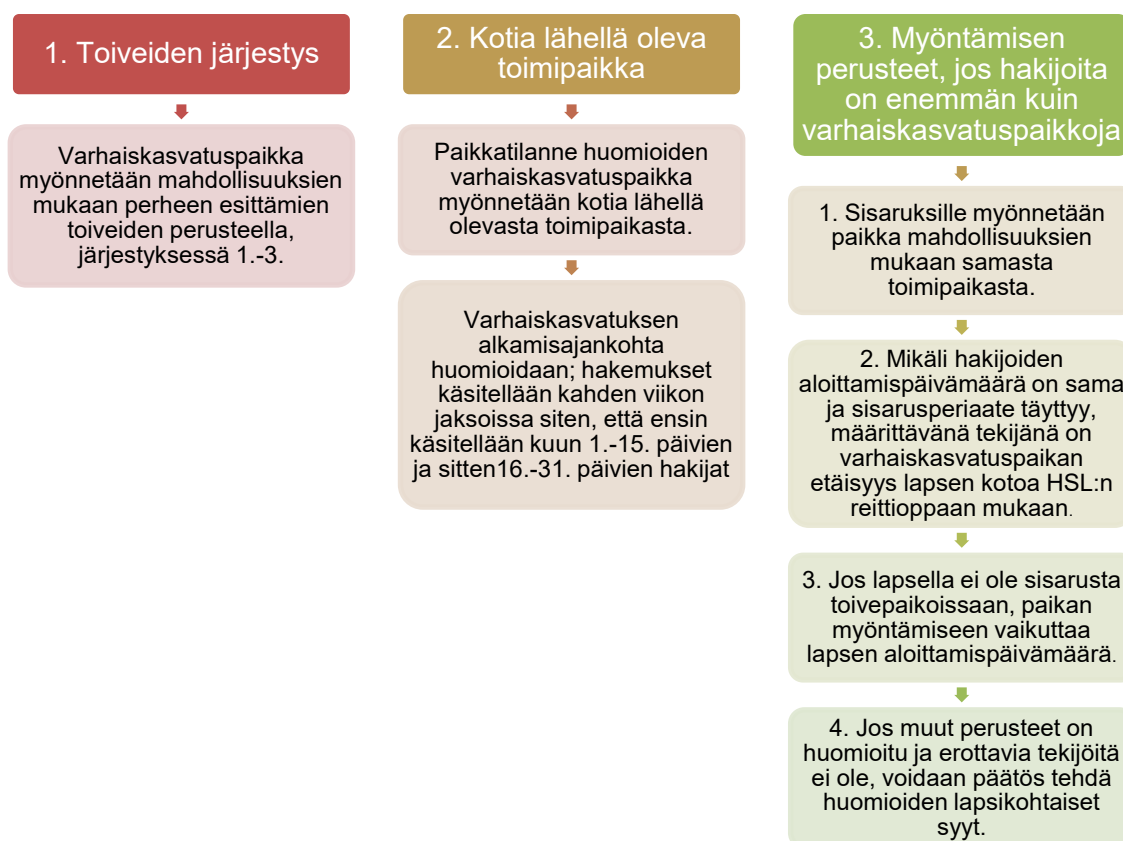 1. Toiveiden järjestys
Varhaiskasvatuspaikka
myönnetään mahdollisuuksien
mukaan perheen esittämien
toiveiden perusteella,
järjestyksessä 1.-3.
2. Kotia lähellä oleva
toimipaikka
Paikkatilanne huomioiden
varhaiskasvatuspaikka
myönnetään kotia lähellä
olevasta toimipaikasta.
Varhaiskasvatuksen
alkamisajankohta
huomioidaan; hakemukset
käsitellään kahden viikon
jaksoissa siten, että ensin
käsitellään kuun 1.-15. päivien
ja sitten16.-31. päivien hakijat
3. Myöntämisen
perusteet, jos hakijoita
on enemmän kuin
varhaiskasvatuspaikkoja
1. Sisaruksille myönnetään
paikka mahdollisuuksien
mukaan samasta
toimipaikasta.
2. Mikäli hakijoiden
aloittamispäivämäärä on sama
ja sisarusperiaate täyttyy,
määrittävänä tekijänä on
varhaiskasvatuspaikan
etäisyys lapsen kotoa HSL:n
reittioppaan mukaan.
3. Jos lapsella ei ole sisarusta
toivepaikoissaan, paikan
myöntämiseen vaikuttaa
lapsen aloittamispäivämäärä.
4. Jos muut perusteet on
huomioitu ja erottavia tekijöitä
ei ole, voidaan päätös tehdä
huomioiden lapsikohtaiset
syyt.